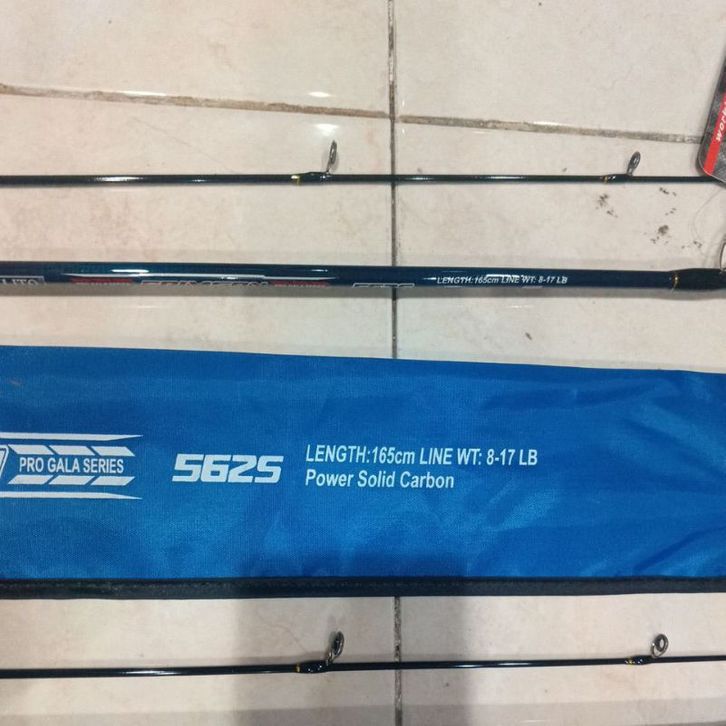 LENGTH:165cm LINE WT: 8-17 LB
PRO GALA SERIES
562S
LENGTH:165cm LINE WT: 8-17 LB
Power Solid Carbon